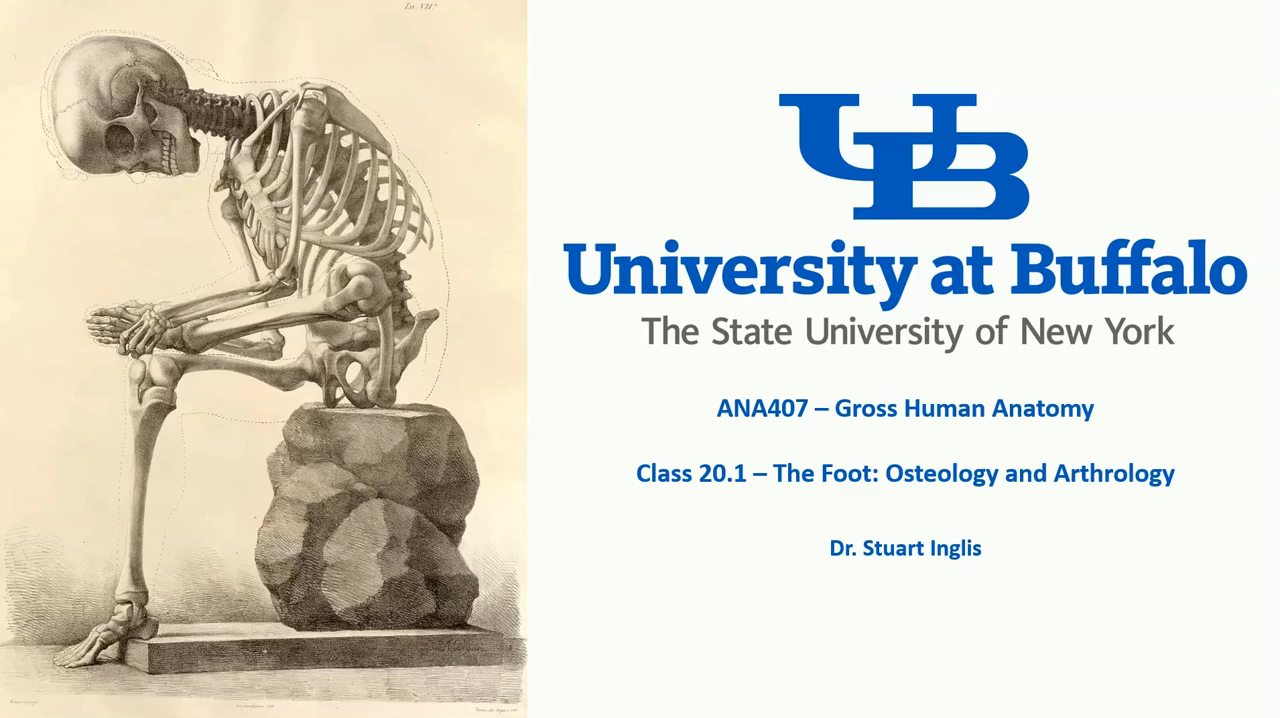 UB
University at Buffalo
The State University of New York
ANA407 – Gross Human Anatomy
Class 20.1 – The Foot: Osteology and Arthrology
Dr. Stuart Inglis